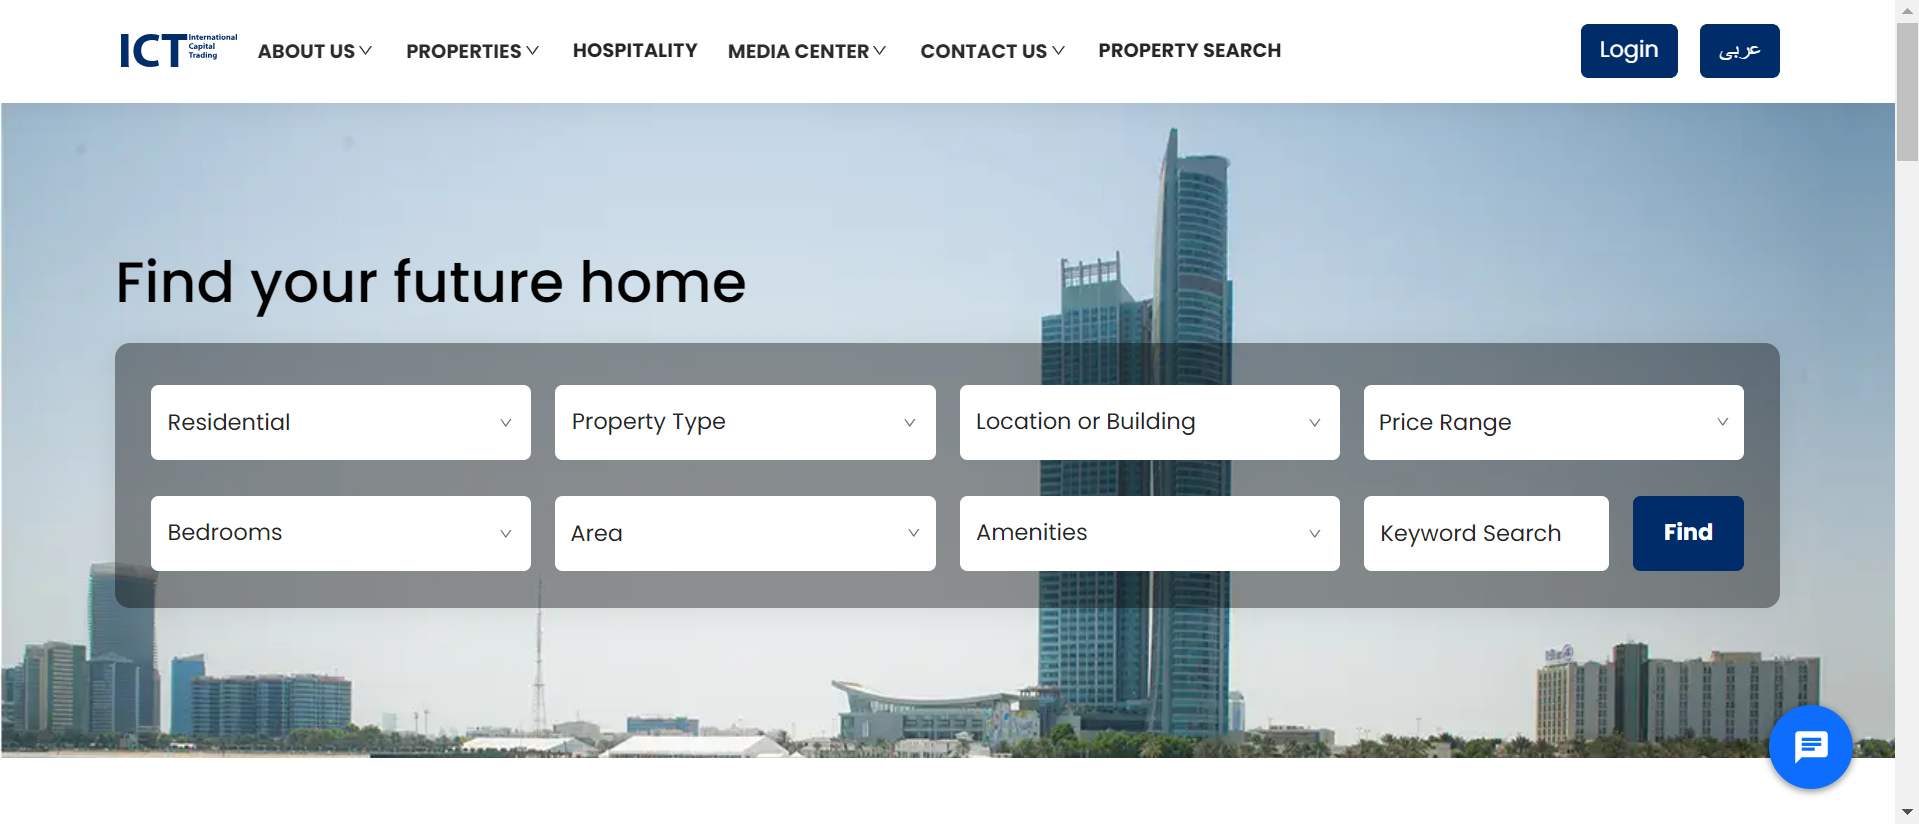 ICT International
Capital
Trading
ABOUT US
PROPERTIES
HOSPITALITY
MEDIA CENTER
CONTACT US
PROPERTY SEARCH
Login
عربى
Find your future home
Residential
Property Type
Location or Building
Price Range
Bedrooms
Area
Amenities
Keyword Search
Find